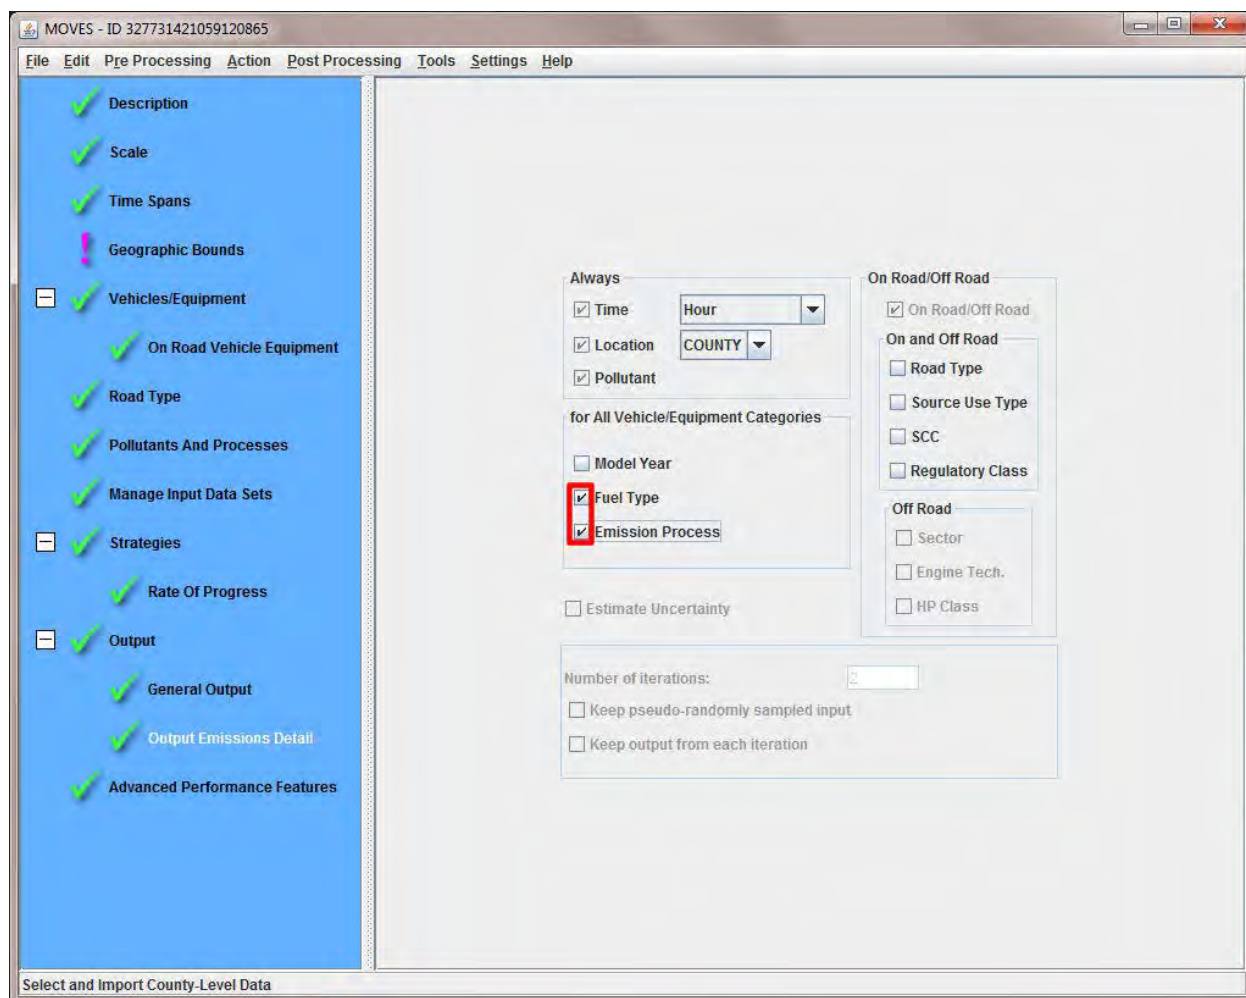 MOVES - ID 327731421059120865
File Edit Pre Processing Action Post Processing Tools Settings Help
Description
Scale
Time Spans
Geographic Bounds
Vehicles/Equipment
On Road Vehicle Equipment
Road Type
Pollutants And Processes
Manage Input Data Sets
Strategies
Rate Of Progress
Output
General Output
Output Emissions Detail
Advanced Performance Features
Always
Time Hour
Location COUNTY
Pollutant
for All Vehicle/Equipment Categories
Model Year
Fuel Type
Emission Process
Estimate Uncertainty
On Road/Off Road
On Road/Off Road
On and Off Road
Road Type
Source Use Type
SCC
Regulatory Class
Off Road
Sector
Engine Tech.
HP Class
Number of iterations: 2
Keep pseudo-randomly sampled input
Keep output from each iteration
Select and Import County-Level Data